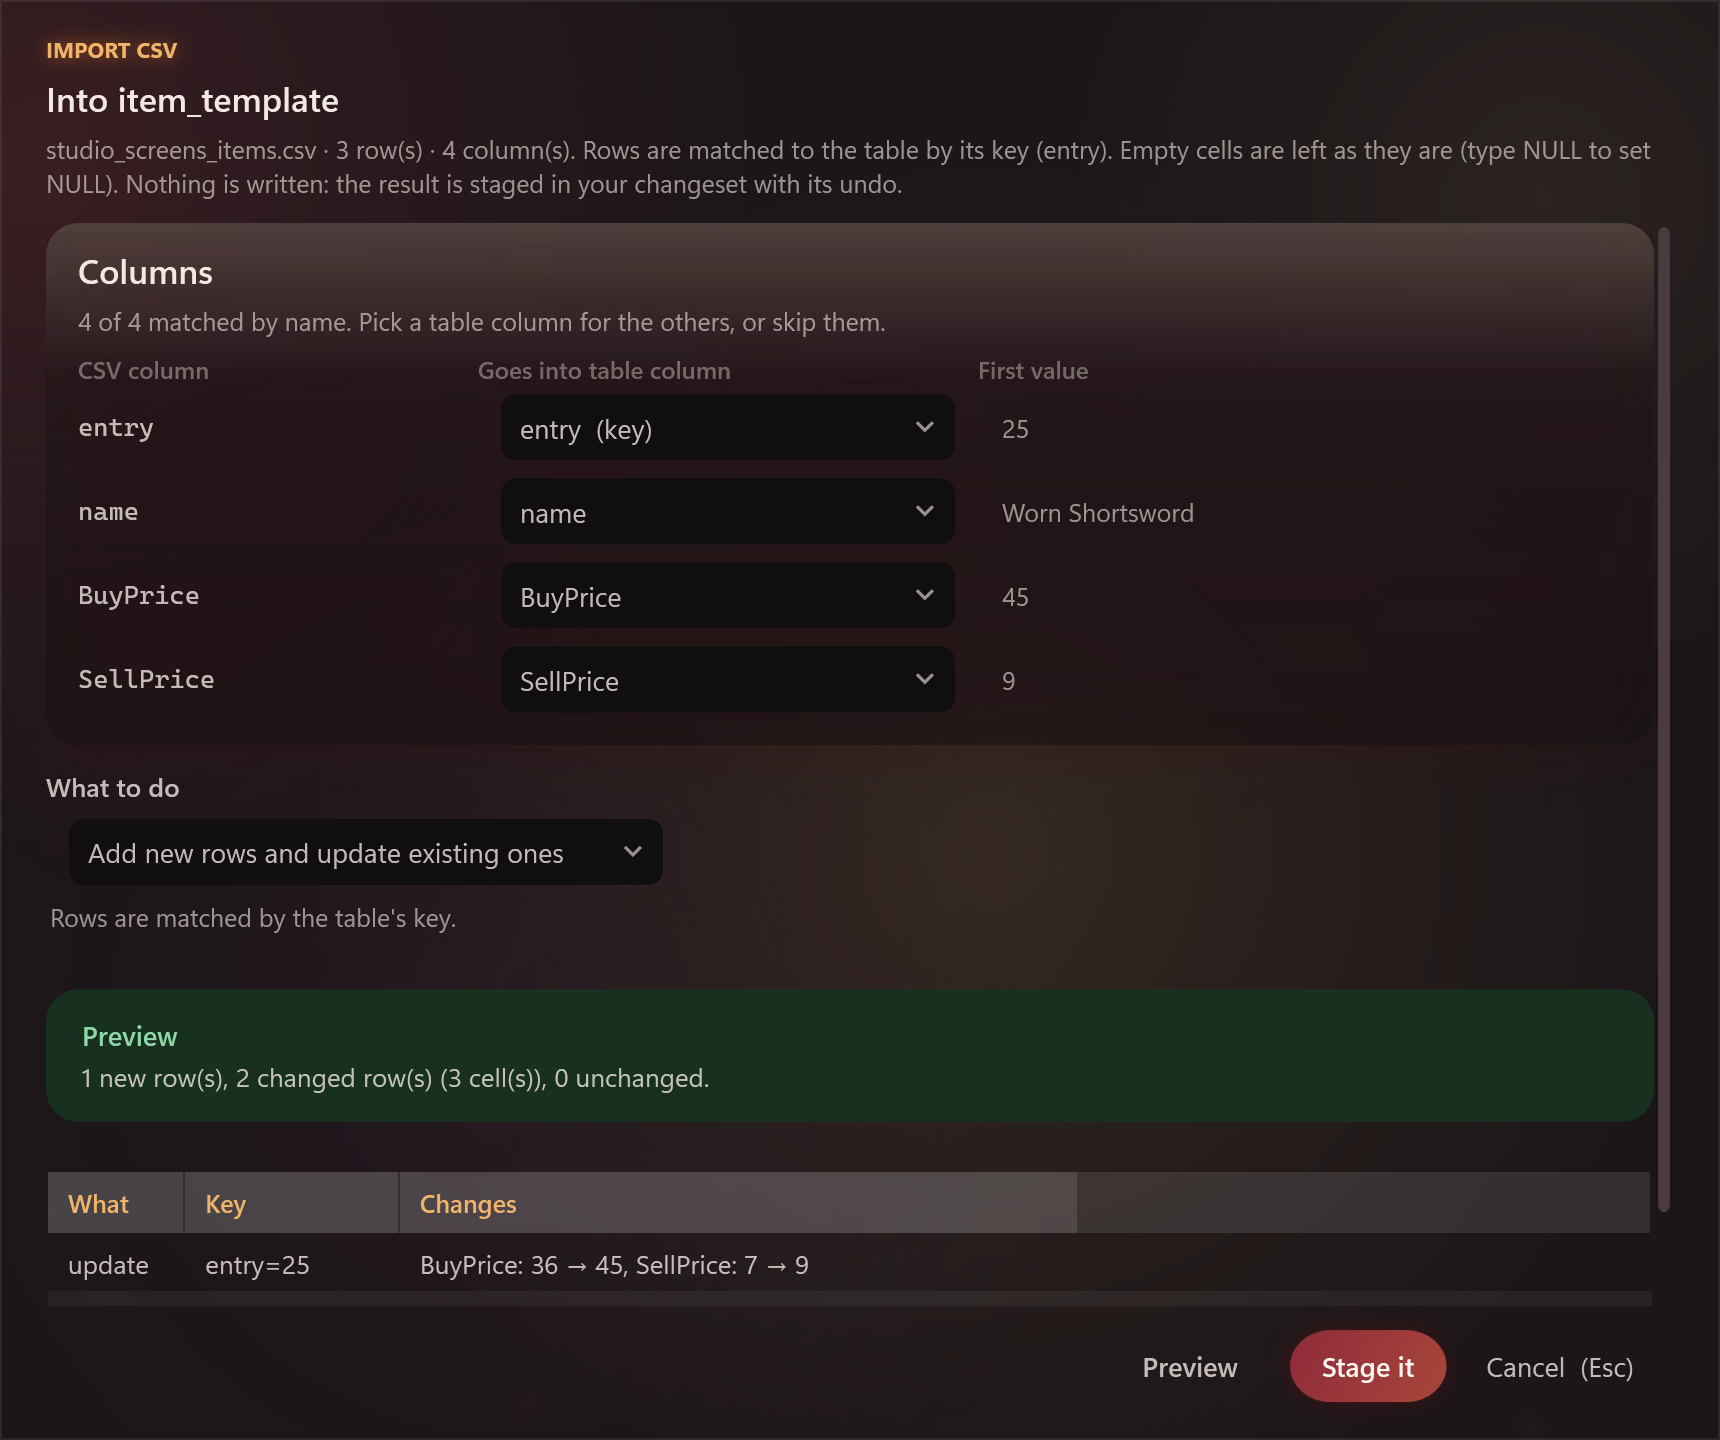 IMPORT CSV
Into item_template
studio_screens_items.csv · 3 row(s) · 4 column(s). Rows are matched to the table by its key (entry). Empty cells are left as they are (type NULL to set
NULL). Nothing is written: the result is staged in your changeset with its undo.
Columns
4 of 4 matched by name. Pick a table column for the others, or skip them.
CSV column Goes into table column First value
entry entry (key) 25
name name Worn Shortsword
BuyPrice BuyPrice 45
SellPrice SellPrice 9
What to do
Add new rows and update existing ones
Rows are matched by the table's key.
Preview
1 new row(s), 2 changed row(s) (3 cell(s)), 0 unchanged.
What Key Changes
update entry=25 BuyPrice: 36 → 45, SellPrice: 7 → 9
Preview Stage it Cancel (Esc)